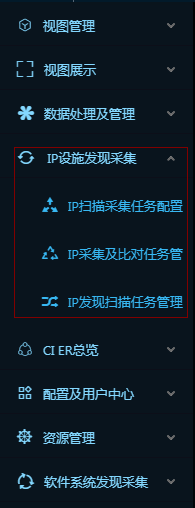 视图管理
视图展示
数据处理及管理
IP设施发现采集
IP扫描采集任务配置
IP采集及比对任务管
IP发现扫描任务管理
CI ER总览
配置及用户中心
资源管理
软件系统发现采集